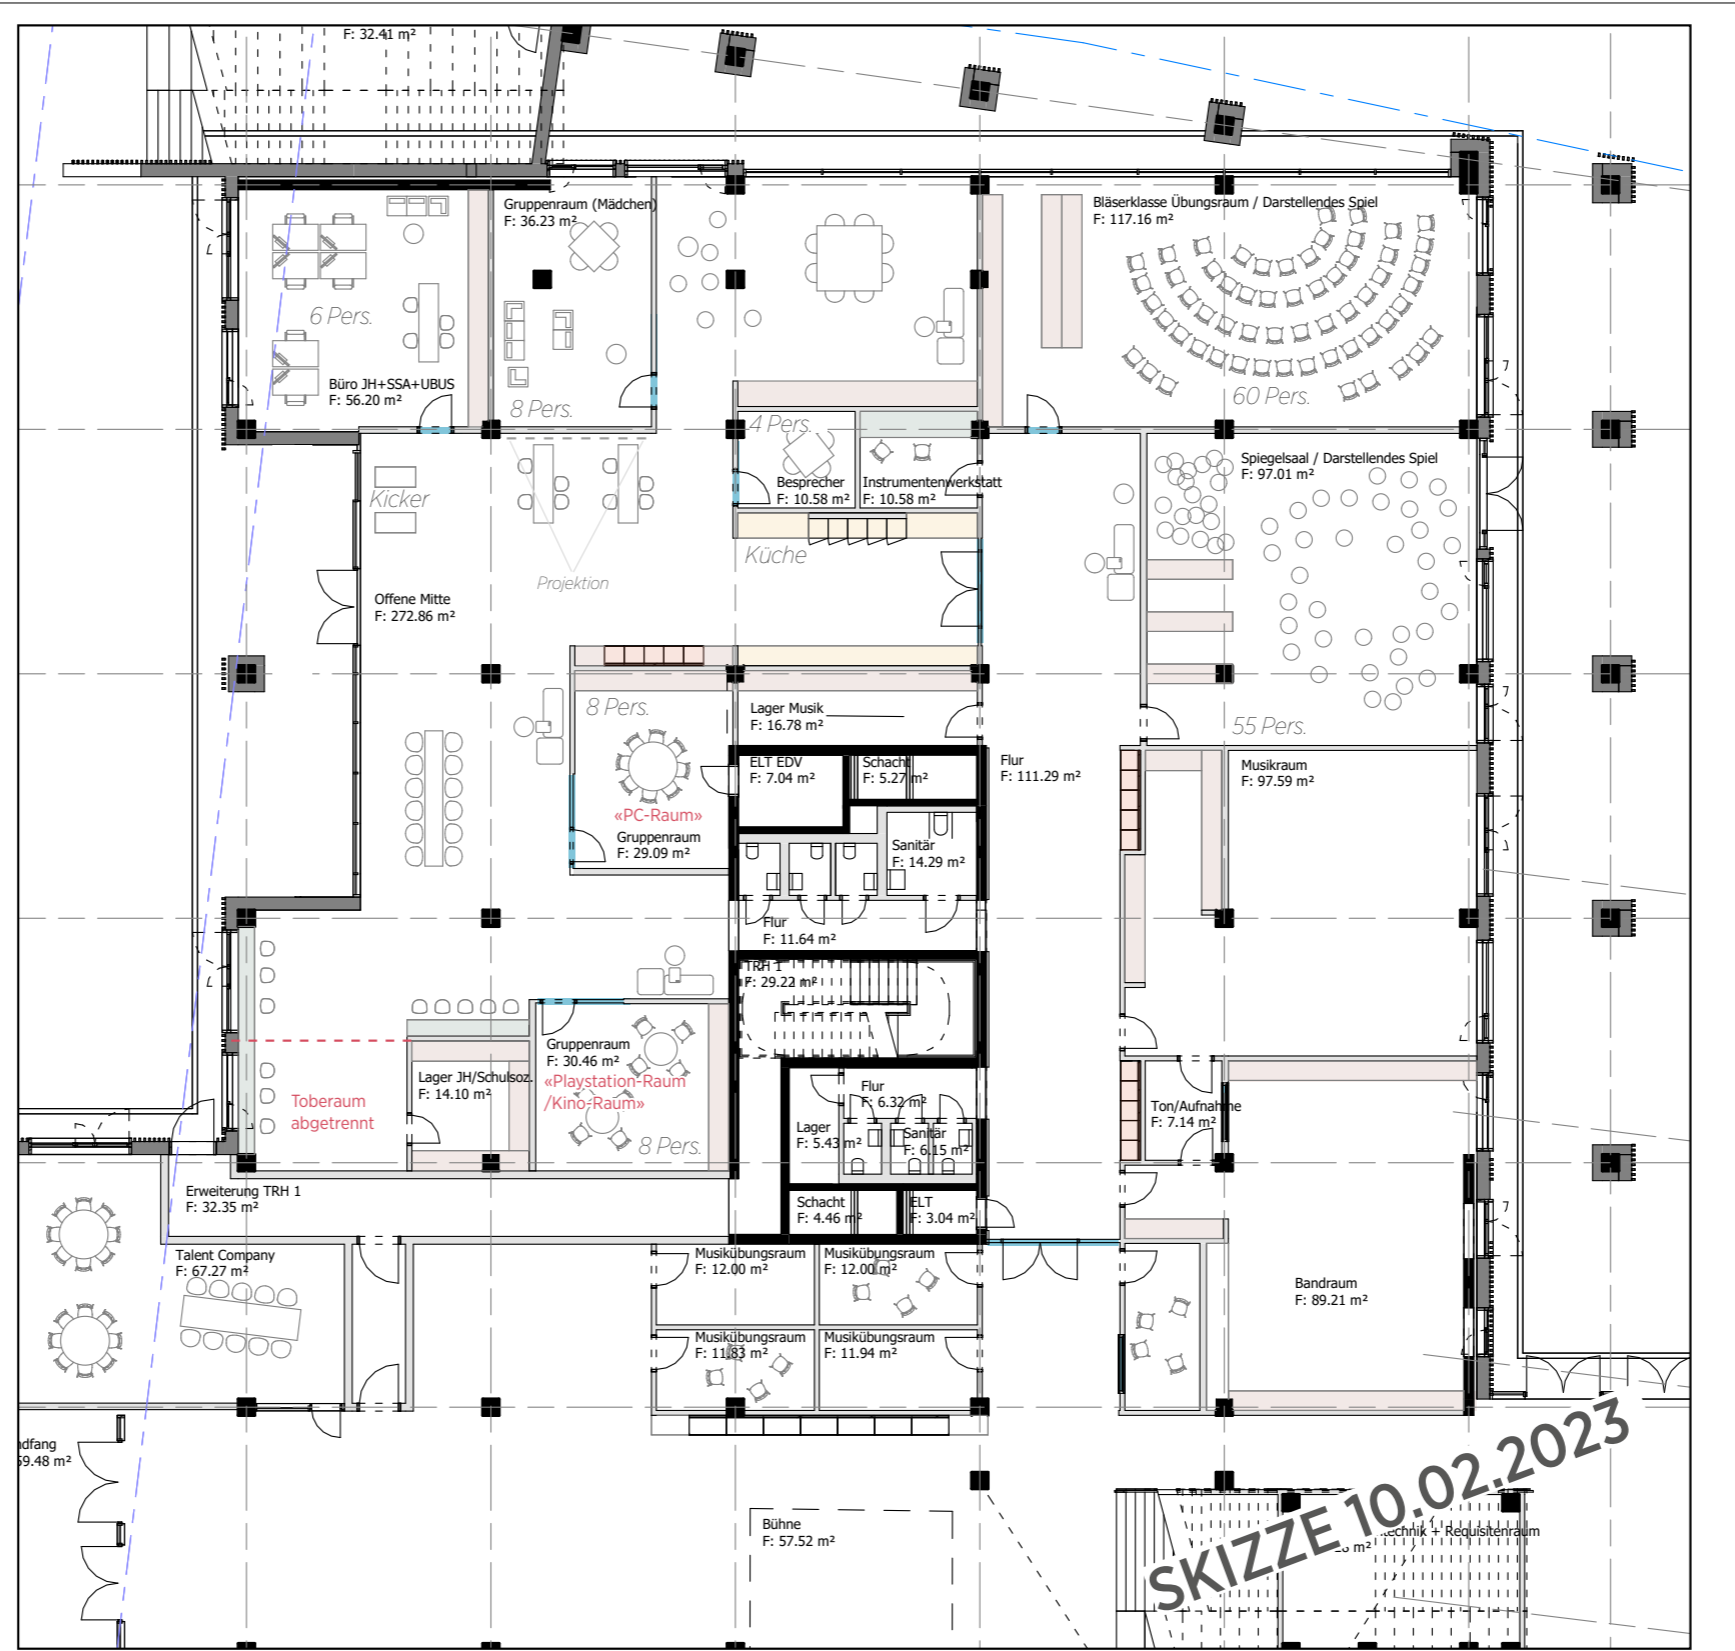 F: 32.41 m²
Gruppenraum (Mädchen)
F: 36.23 m²
Bläserklasse Übungsraum / Darstellendes Spiel
F: 117.16 m²
6 Pers.
Büro JH+SSA+UBUS
F: 56.20 m²
8 Pers.
60 Pers.
4 Pers.
Besprecher
F: 10.58 m²
Instrumentenwerkstatt
F: 10.58 m²
Spiegelsaal / Darstellendes Spiel
F: 97.01 m²
Kicker
Küche
Projektion
Offene Mitte
F: 272.86 m²
8 Pers.
Lager Musik
F: 16.78 m²
55 Pers.
ELT EDV
F: 7.04 m²
Schacht
F: 5.27 m²
Flur
F: 111.29 m²
Musikraum
F: 97.59 m²
«PC-Raum»
Gruppenraum
F: 29.09 m²
Sanitär
F: 14.29 m²
Flur
F: 11.64 m²
TRH 1
F: 29.22 m²
Gruppenraum
F: 30.46 m²
«Playstation-Raum
/Kino-Raum»
8 Pers.
Lager JH/Schulsoz.
F: 14.10 m²
Toberaum
abgetrennt
Flur
F: 6.32 m²
Lager
F: 5.43 m²
Sanitär
F: 6.15 m²
Ton/Aufnahme
F: 7.14 m²
Erweiterung TRH 1
F: 32.35 m²
Schacht
F: 4.46 m²
ELT
F: 3.04 m²
Talent Company
F: 67.27 m²
Musikübungsraum
F: 12.00 m²
Musikübungsraum
F: 12.00 m²
Bandraum
F: 89.21 m²
Musikübungsraum
F: 11.83 m²
Musikübungsraum
F: 11.94 m²
dfang
59.48 m²
Bühne
F: 57.52 m²
SKIZZE 10.02.2023
technik + Requisitenraum
m²